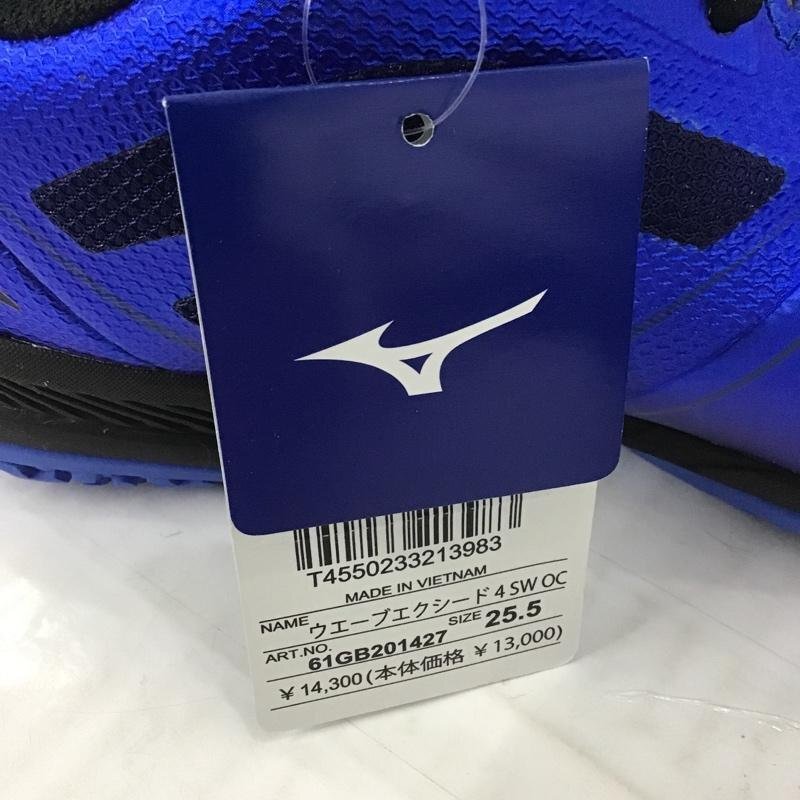 T4550233213983
MADE IN VIETNAM
NAME ウエーブエクシード 4 SW OC
ART.NO. 61GB201427 SIZE 25.5
¥ 14,300 (本体価格 ¥ 13,000)